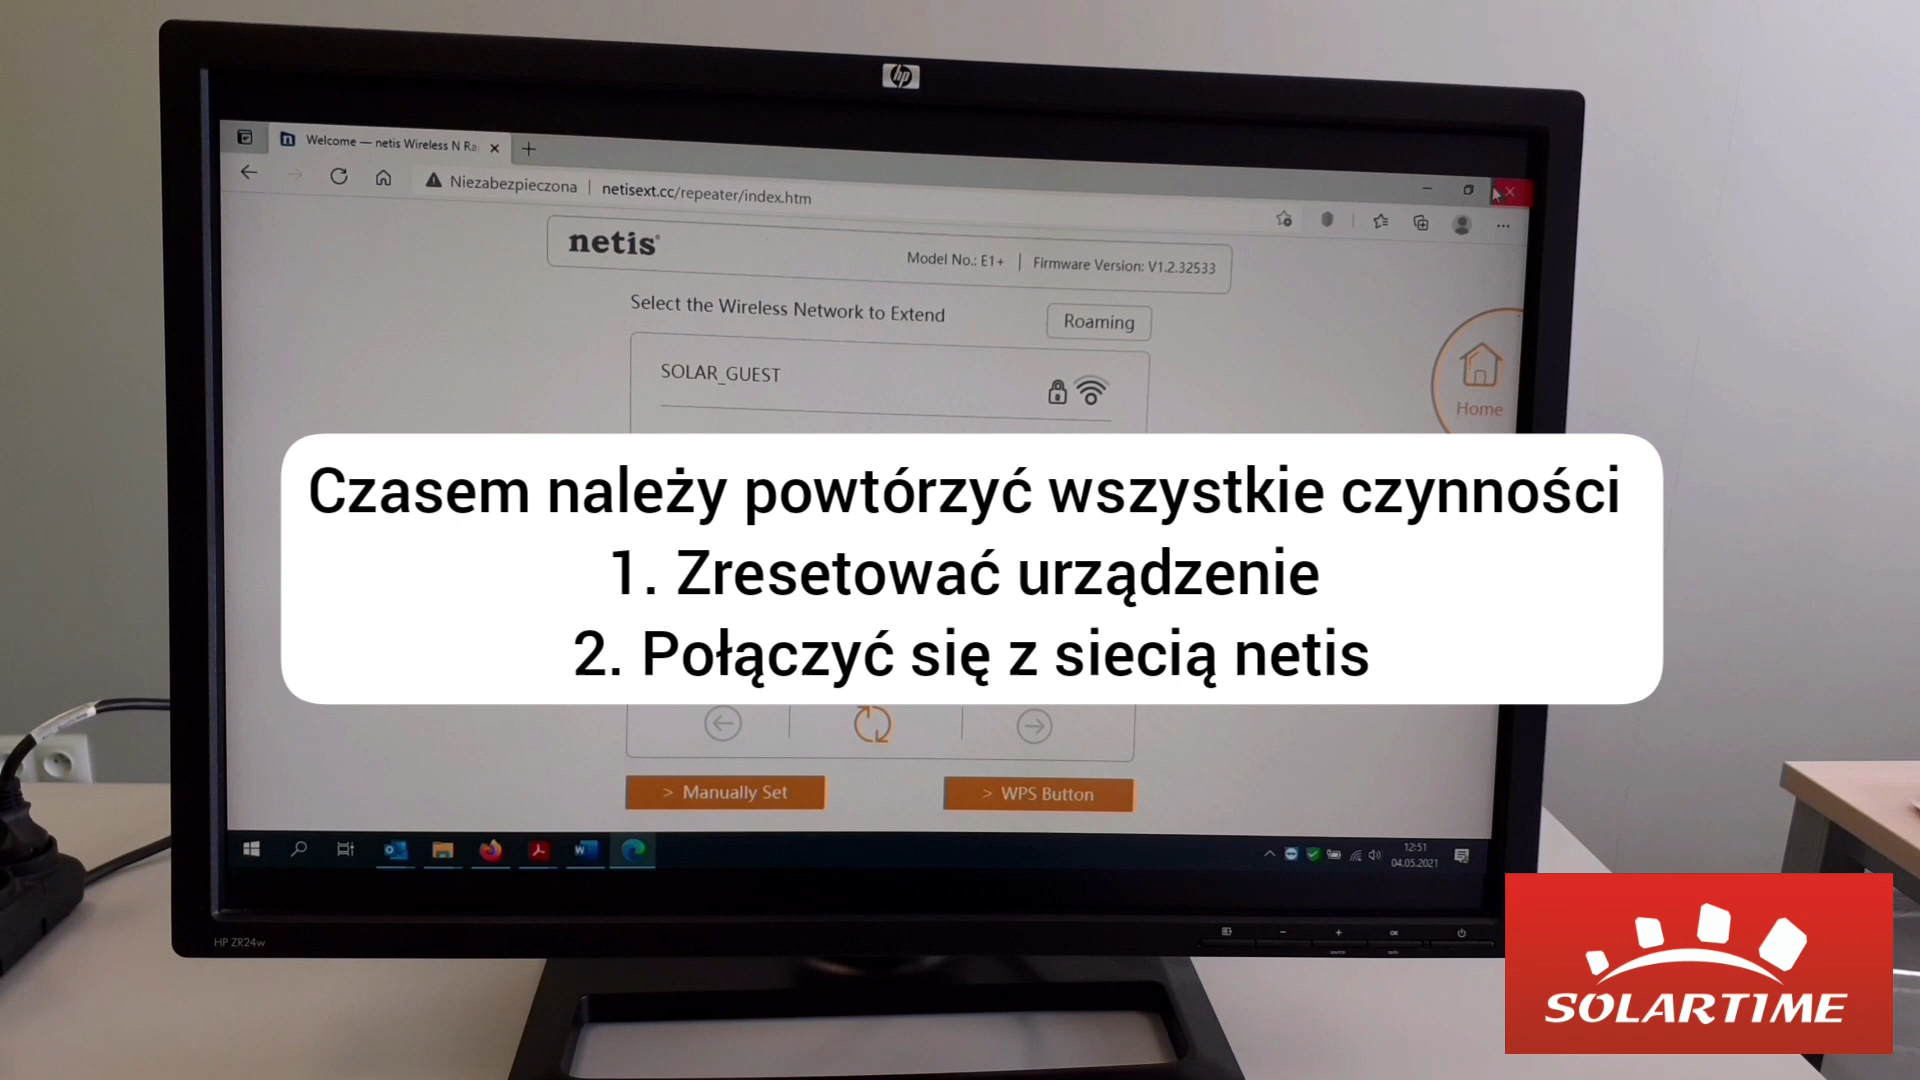 hp
Welcome — netis Wireless N Ra
Niezabezpieczona | netisext.cc/repeater/index.htm
netis
Model No.: E1+ | Firmware Version: V1.2.32533
Select the Wireless Network to Extend
Roaming
SOLAR_GUEST
Home
Czasem należy powtórzyć wszystkie czynności
1. Zresetować urządzenie
2. Połączyć się z siecią netis
> Manually Set
> WPS Button
12:51
04.05.2021
HP ZR24w
SOLARTIME